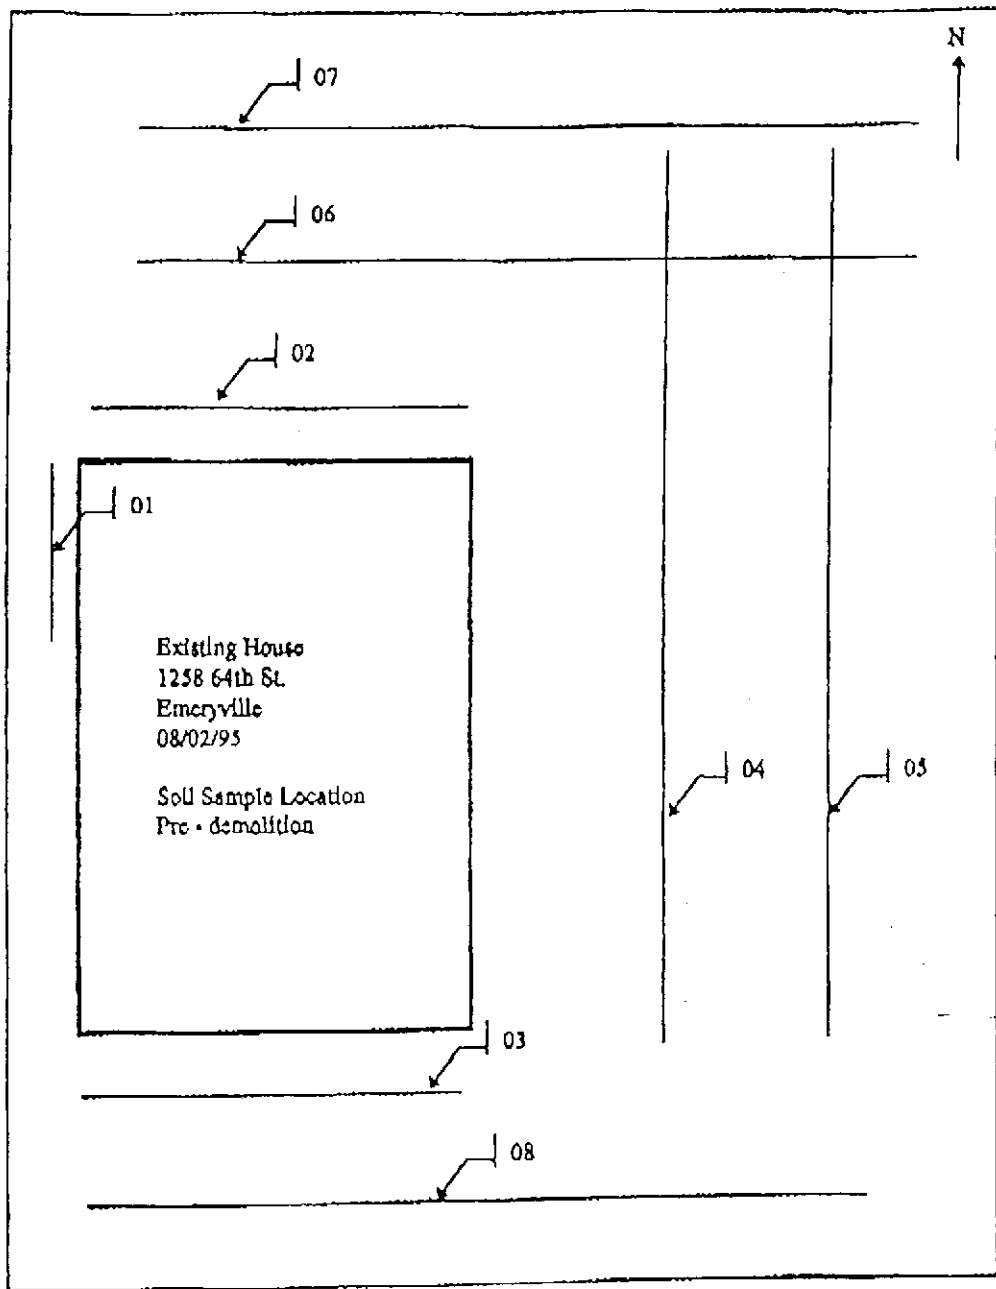 N
07
06
02
01
Existing House
1258 64th St.
Emeryville
08/02/95
Soil Sample Location
Pre - demolition
04
05
03
08